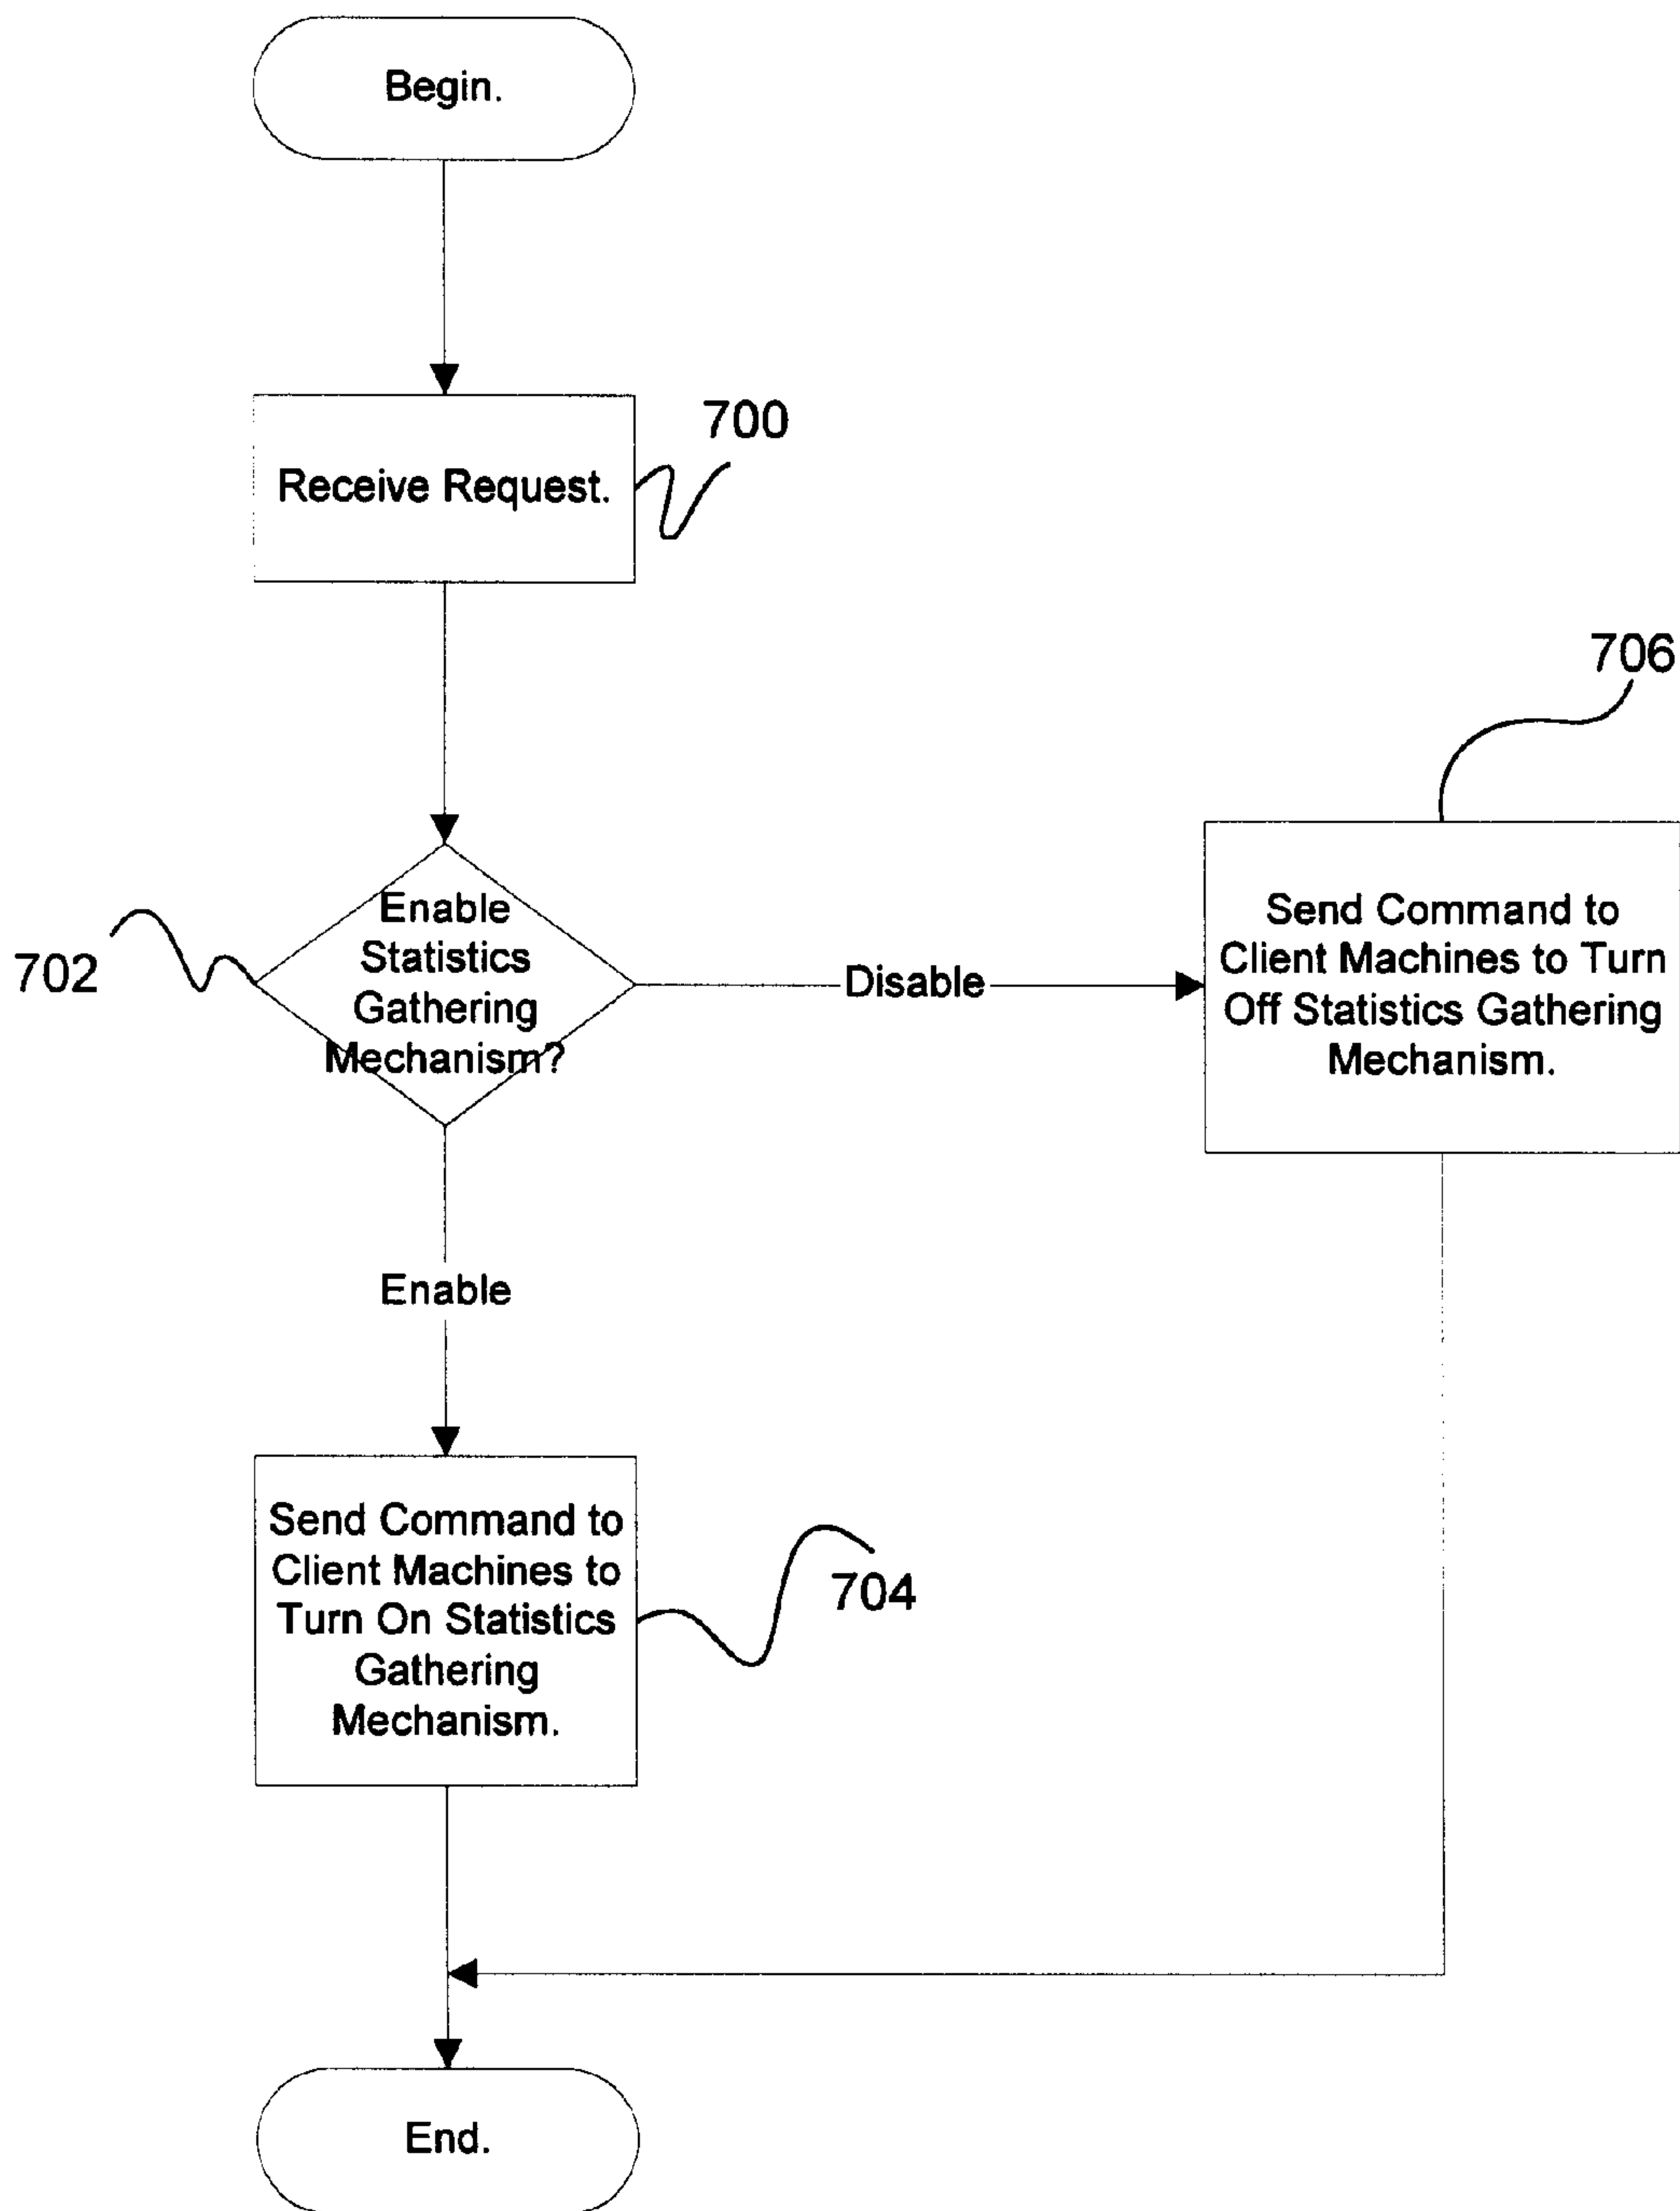 Begin.
700
Receive Request.
706
702
Enable
Statistics
Gathering
Mechanism?
Disable
Send Command to
Client Machines to Turn
Off Statistics Gathering
Mechanism.
Enable
Send Command to
Client Machines to
Turn On Statistics
Gathering
Mechanism.
704
End.